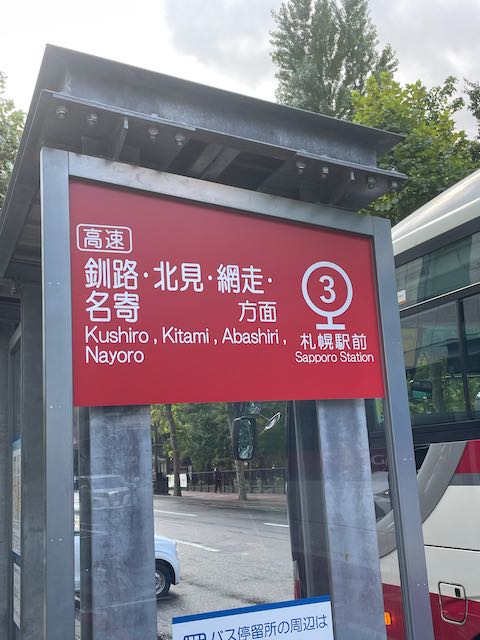 高速
釧路・北見・網走・
名寄 方面
Kushiro , Kitami , Abashiri ,
Nayoro
3
札幌駅前
Sapporo Station
バス停留所の周辺は